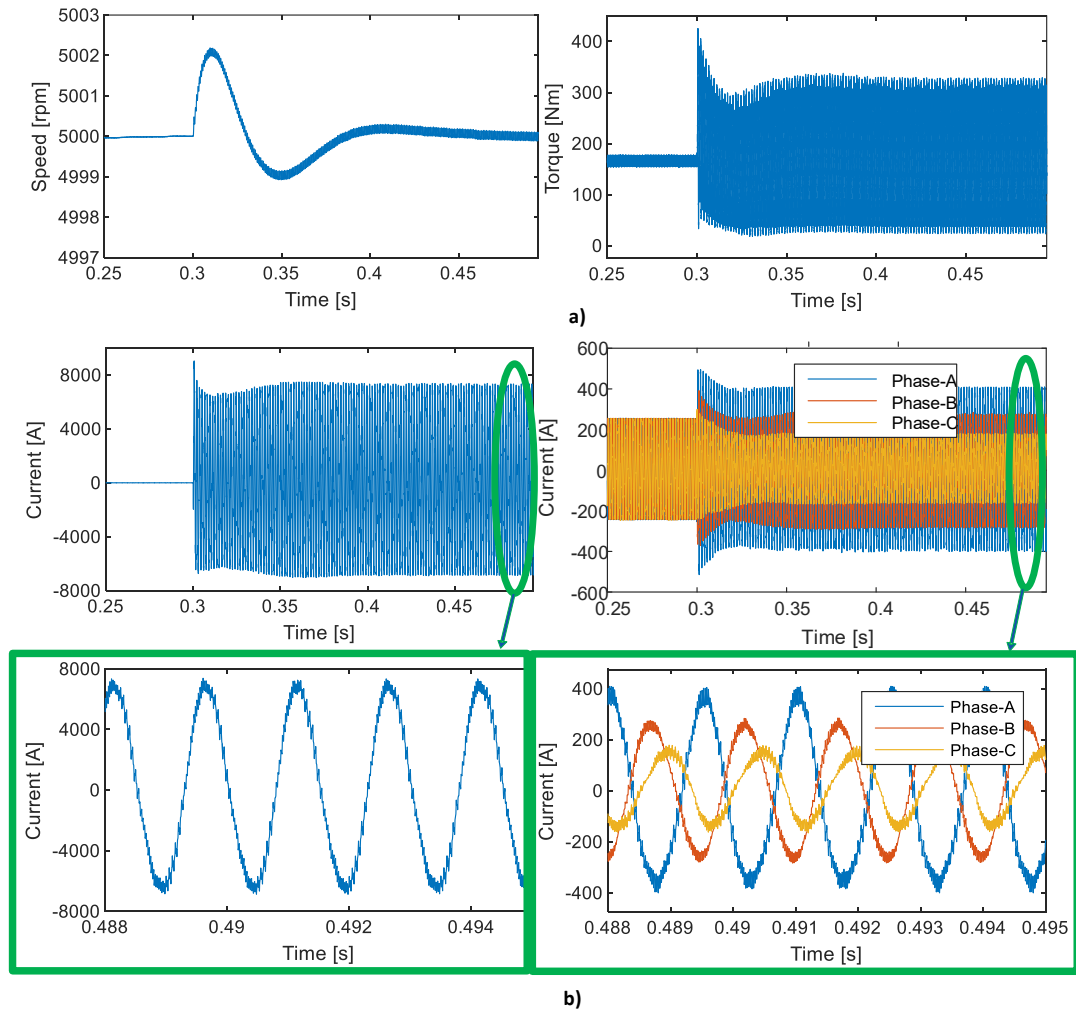 5003
5002
5001
5000
4999
4998
4997
Speed [rpm]
0.25 0.3 0.35 0.4 0.45
Time [s]
400
300
200
100
0
Torque [Nm]
0.25 0.3 0.35 0.4 0.45
Time [s]
a)
8000
4000
0
-4000
-8000
Current [A]
0.25 0.3 0.35 0.4 0.45
Time [s]
600
400
200
0
-200
-400
-600
Current [A]
Phase-A
Phase-B
Phase-C
0.25 0.3 0.35 0.4 0.45
Time [s]
8000
4000
0
-4000
-8000
Current [A]
0.488 0.49 0.492 0.494
Time [s]
400
200
0
-200
-400
Current [A]
Phase-A
Phase-B
Phase-C
0.488 0.489 0.49 0.491 0.492 0.493 0.494 0.495
Time [s]
b)